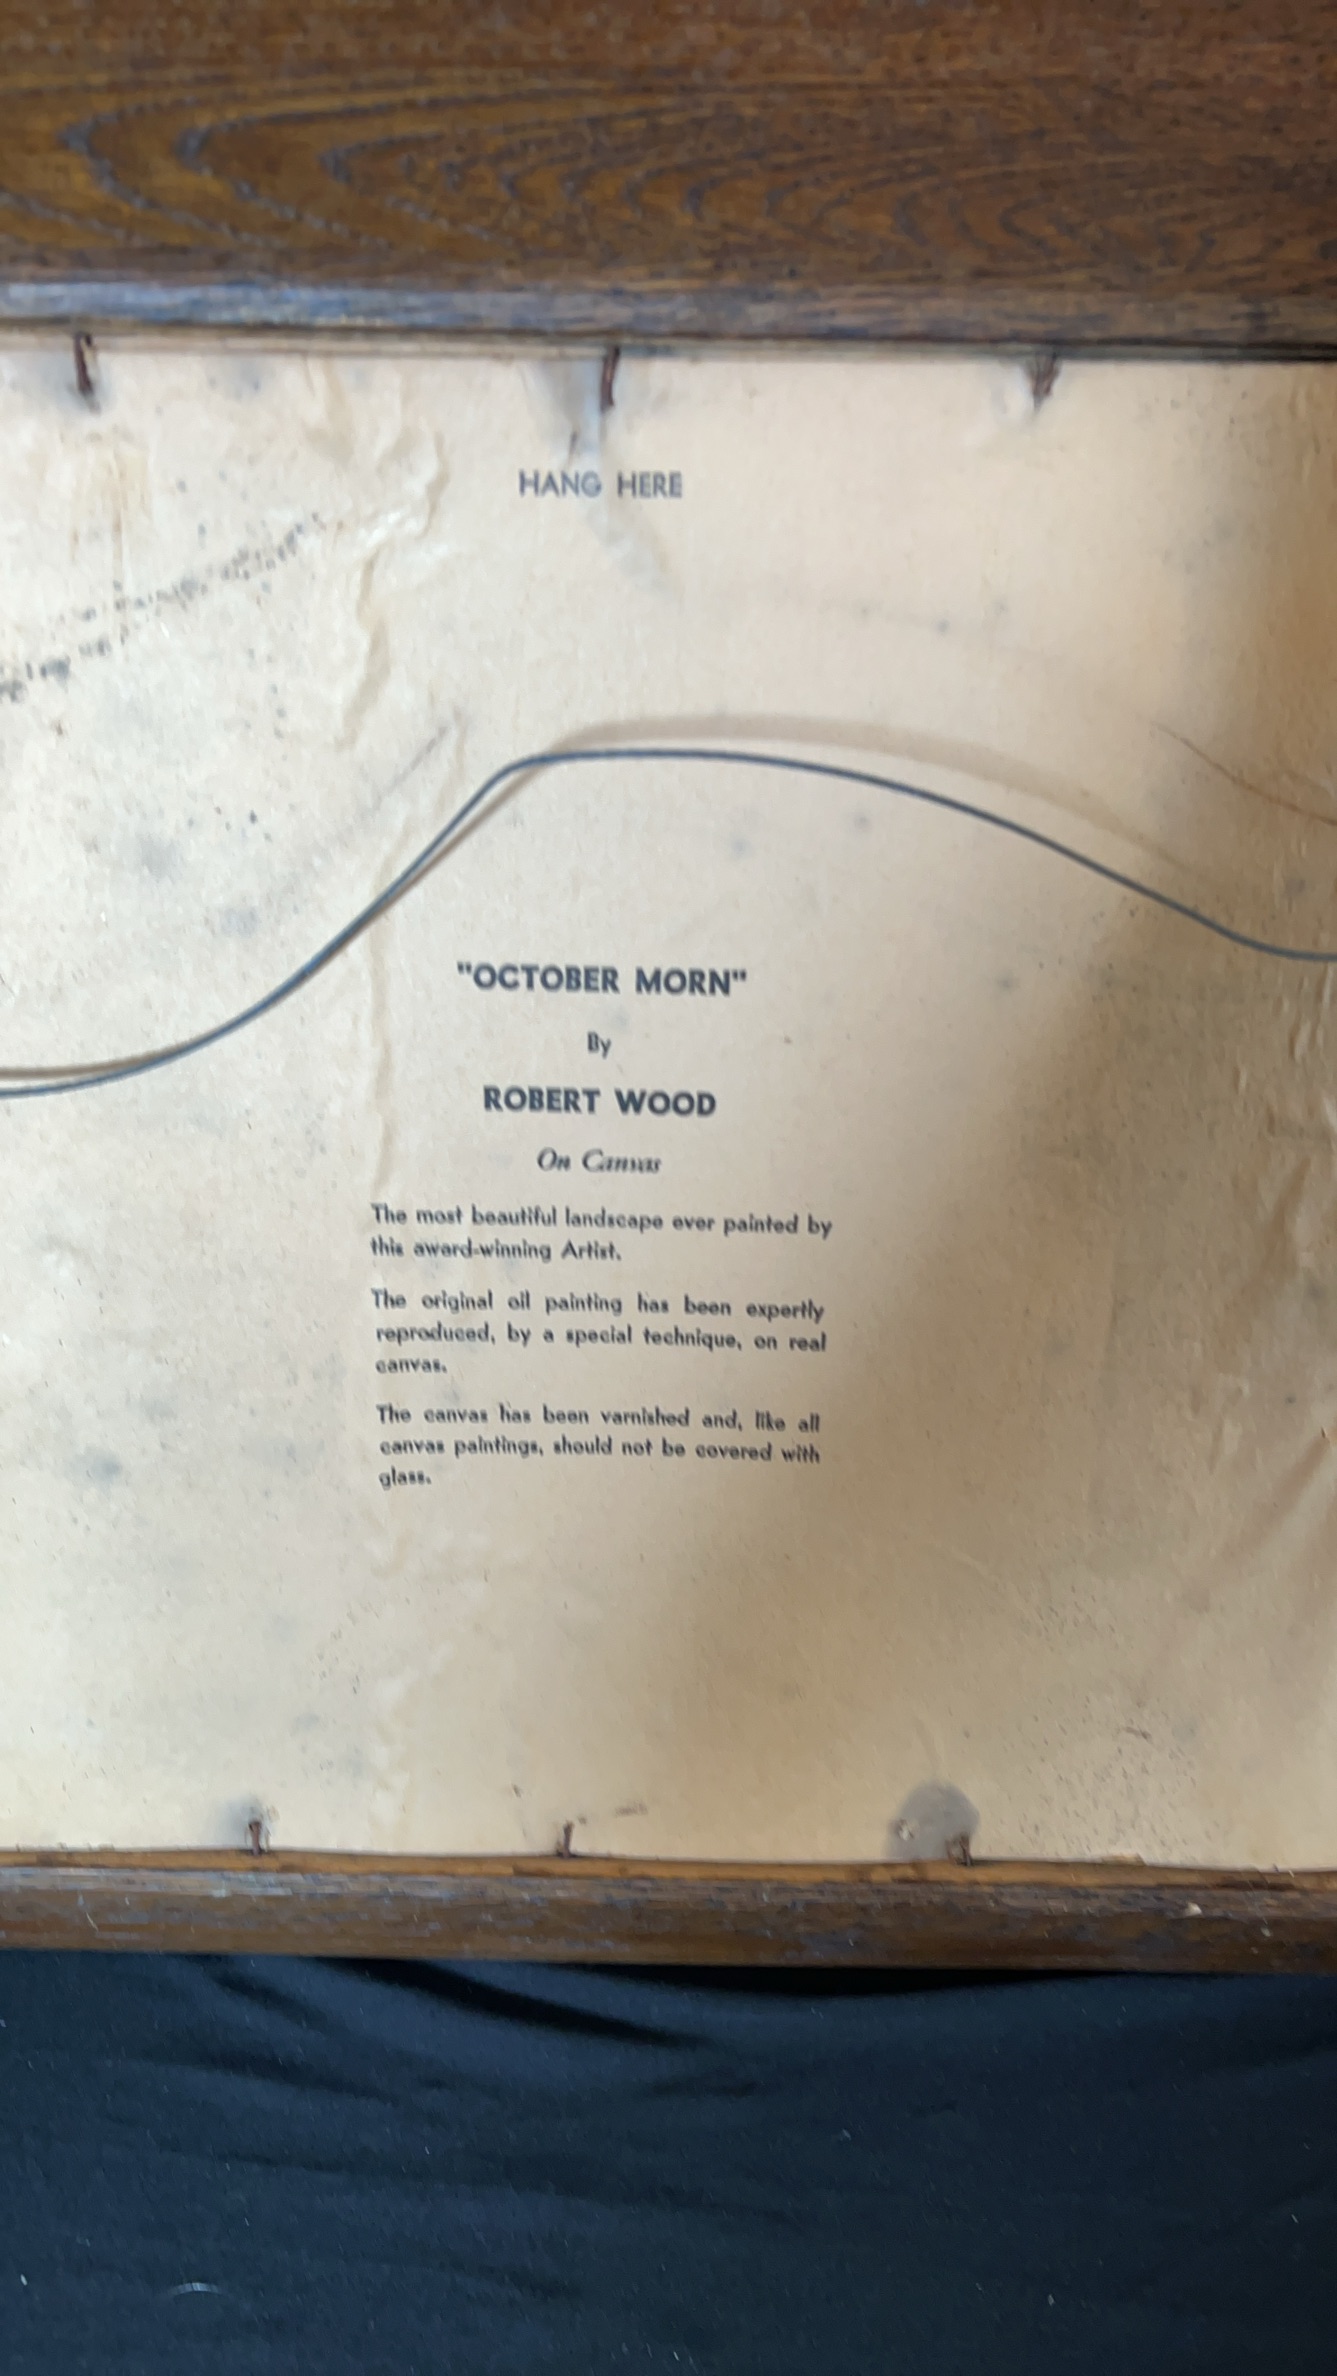 HANG HERE
"OCTOBER MORN"
By
ROBERT WOOD
On Canvas
The most beautiful landscape ever painted by
this award-winning Artist.
The original oil painting has been expertly
reproduced, by a special technique, on real
canvas.
The canvas has been varnished and, like all
canvas paintings, should not be covered with
glass.